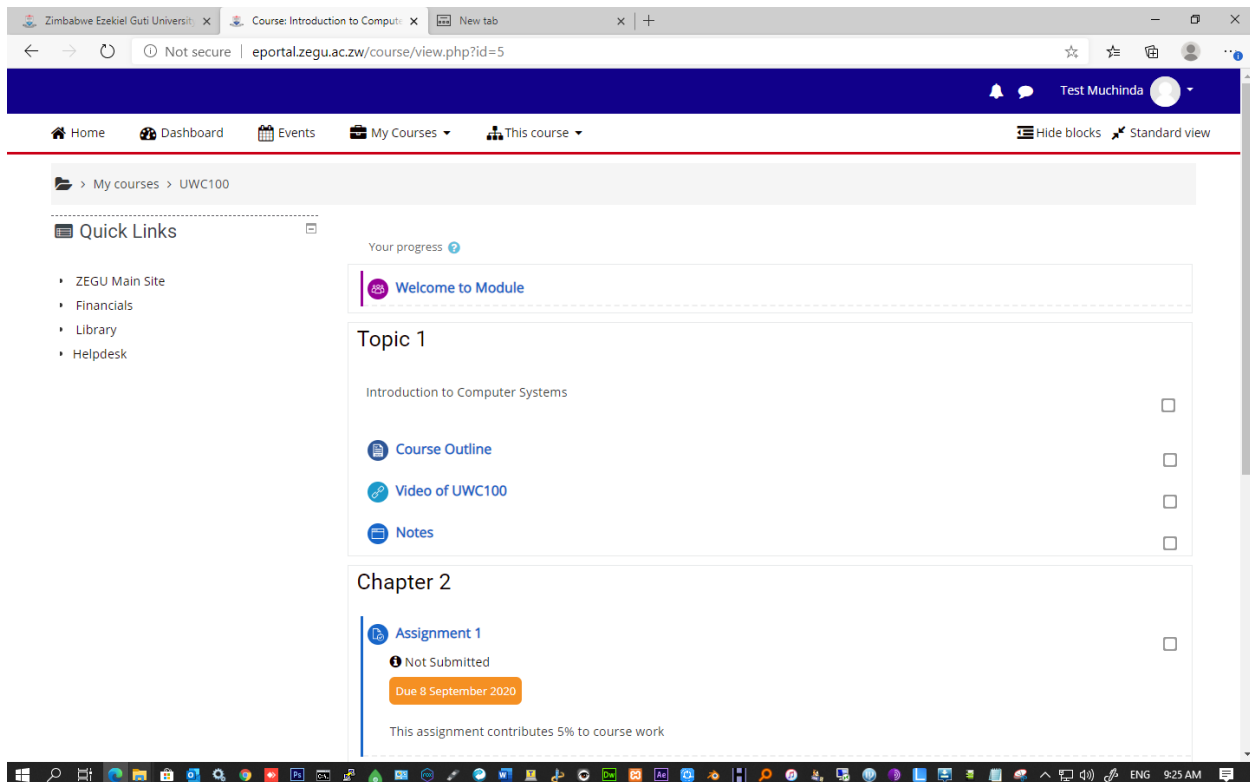 Zimbabwe Ezekiel Guti Universit
Course: Introduction to Compute
New tab
Not secure | eportal.zegu.ac.zw/course/view.php?id=5
Test Muchinda
Home Dashboard Events My Courses This course Hide blocks Standard view
> My courses > UWC100
Quick Links
ZEGU Main Site
Financials
Library
Helpdesk
Your progress
Welcome to Module
Topic 1
Introduction to Computer Systems
Course Outline
Video of UWC100
Notes
Chapter 2
Assignment 1
Not Submitted
Due 8 September 2020
This assignment contributes 5% to course work
ENG 9:25 AM